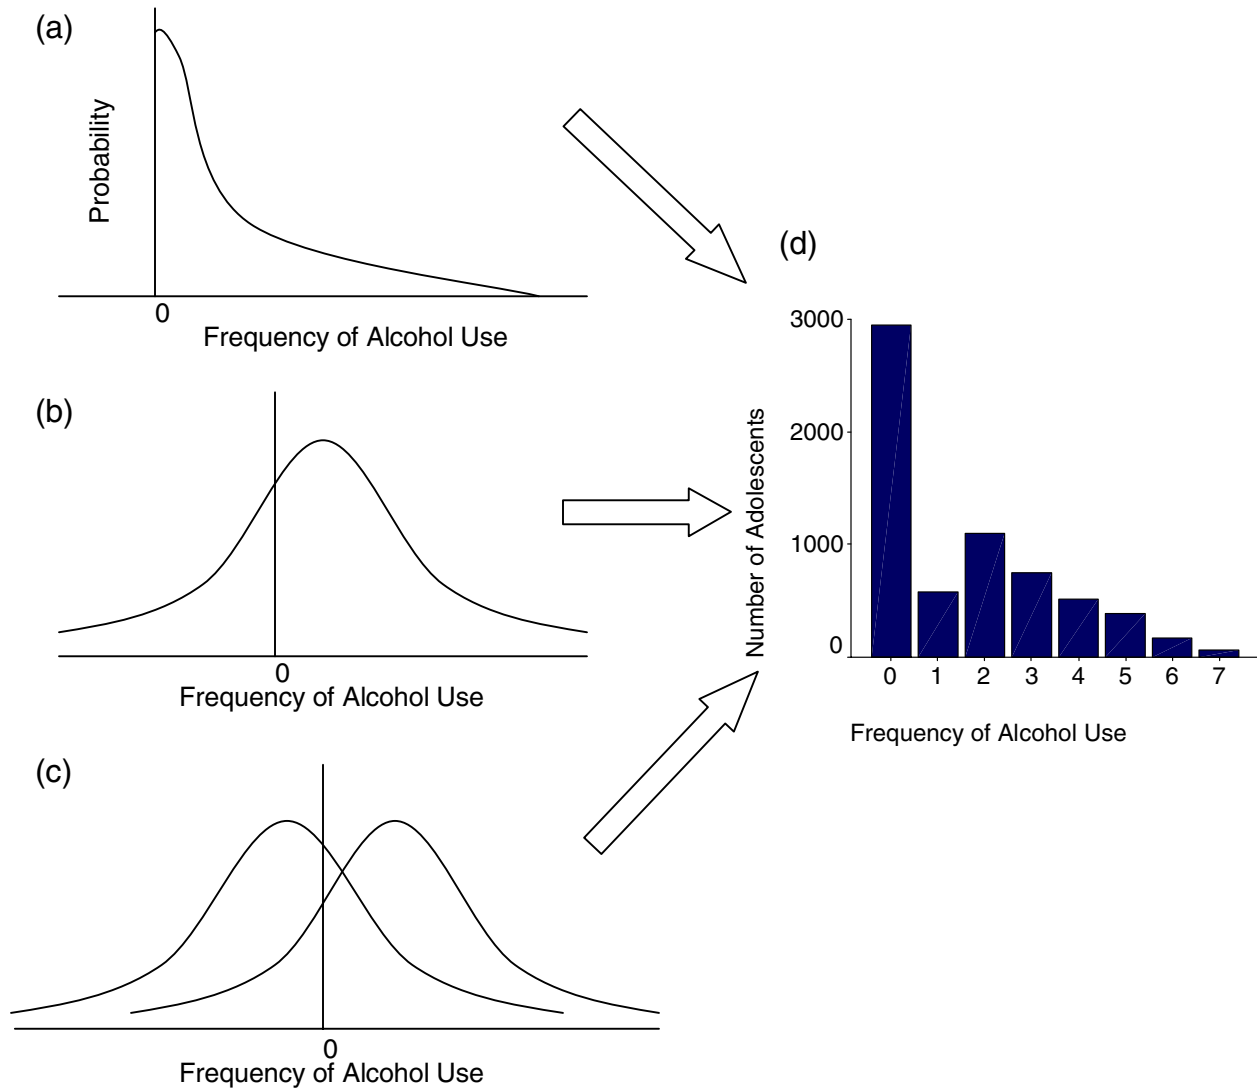 (a)
Probability
0
Frequency of Alcohol Use
(b)
0
Frequency of Alcohol Use
(c)
0
Frequency of Alcohol Use
(d)
Number of Adolescents
3000
2000
1000
0
0 1 2 3 4 5 6 7
Frequency of Alcohol Use